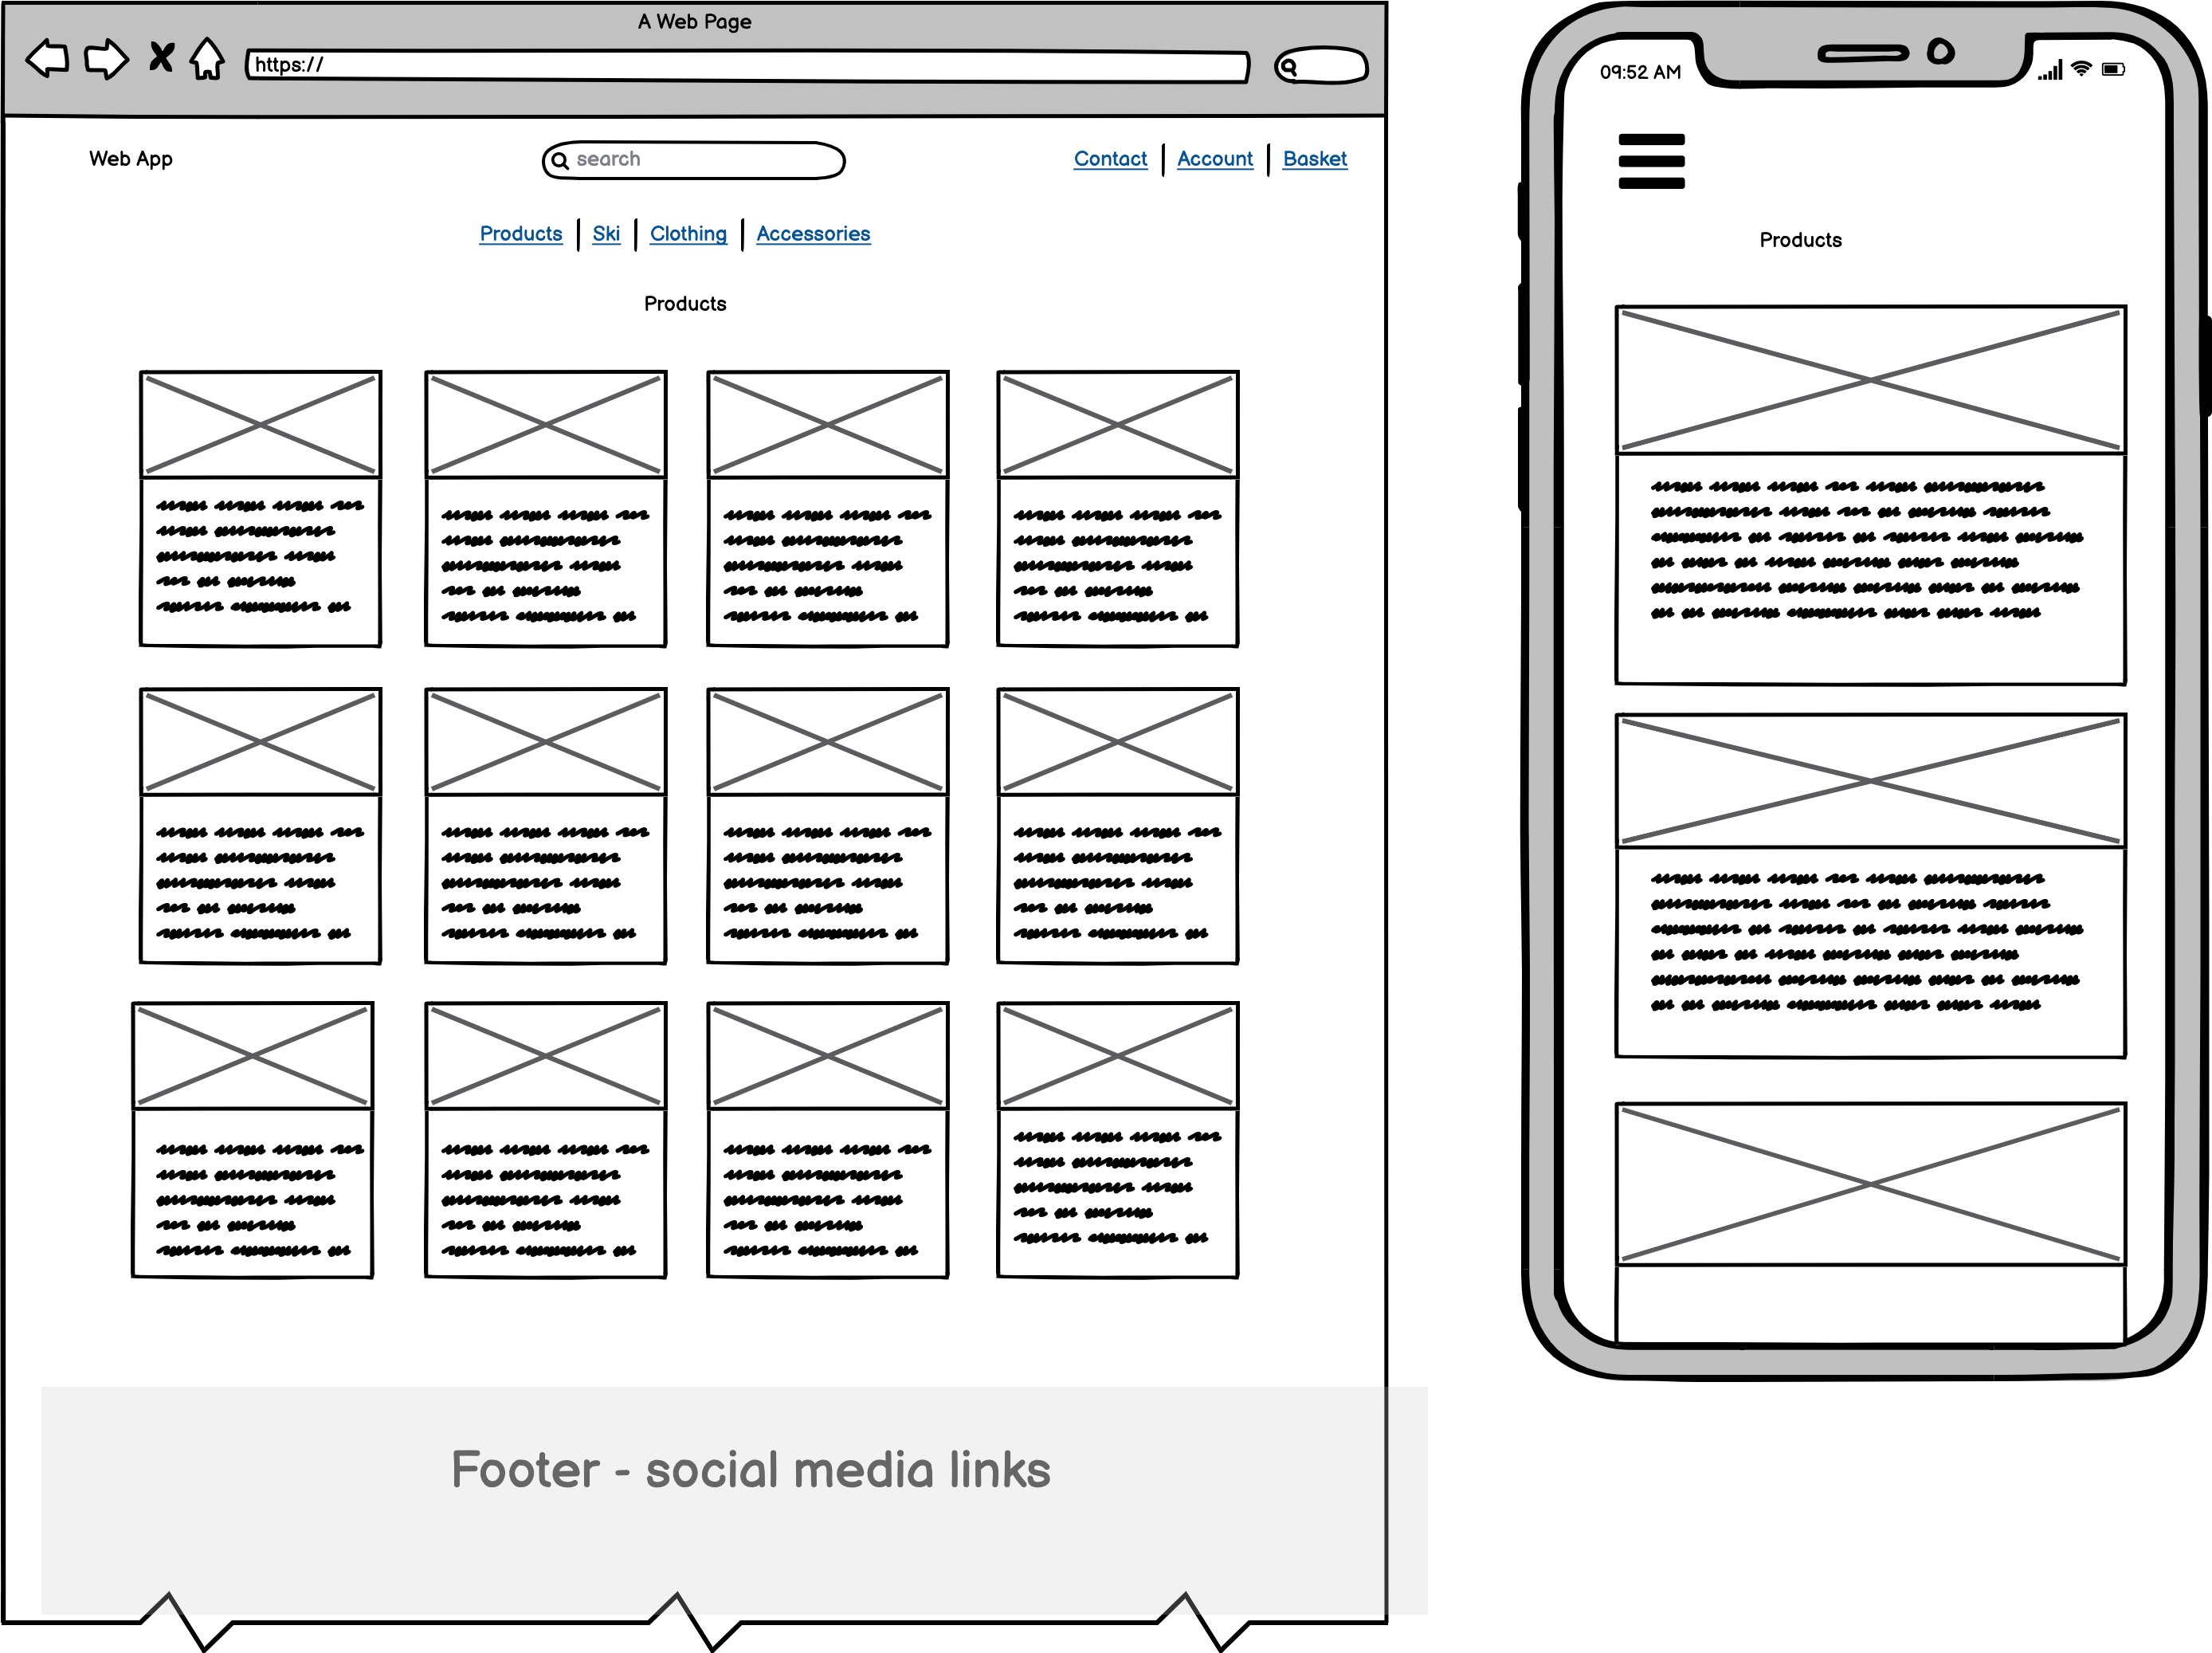 A Web Page
https://
Web App
search
Contact Account Basket
Products Ski Clothing Accessories
Products
Footer - social media links
09:52 AM
Products